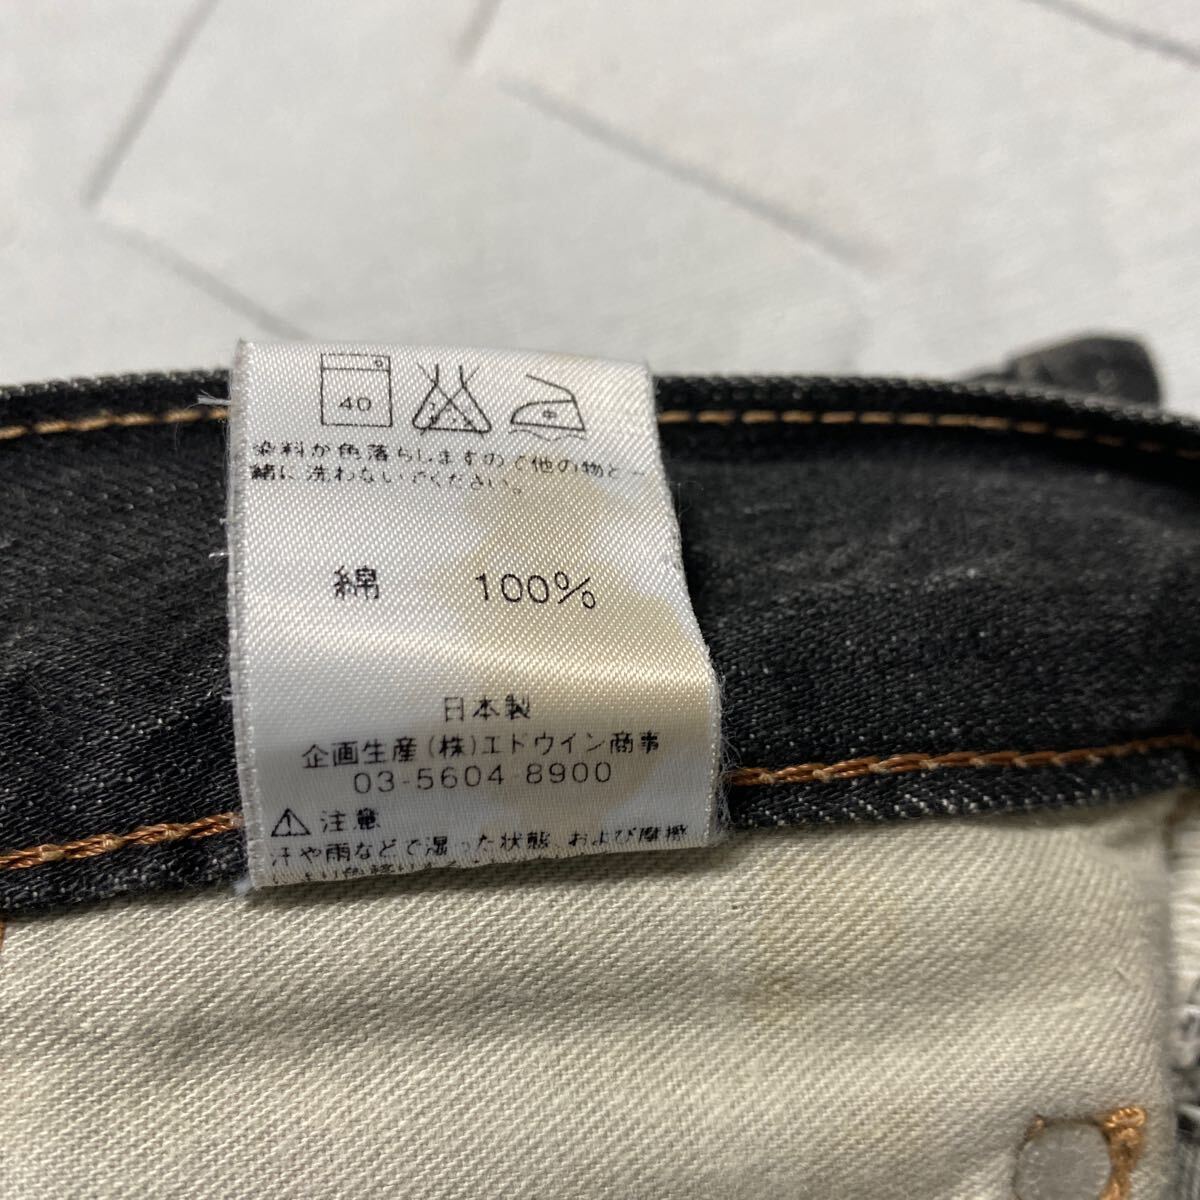 40
中
染料が色落ちしますので他の物と一
緒に洗わないでください。
綿 100%
日本製
企画生産(株)エドウイン商事
03-5604-8900
注意
汗や雨などで湿った状態、および摩擦